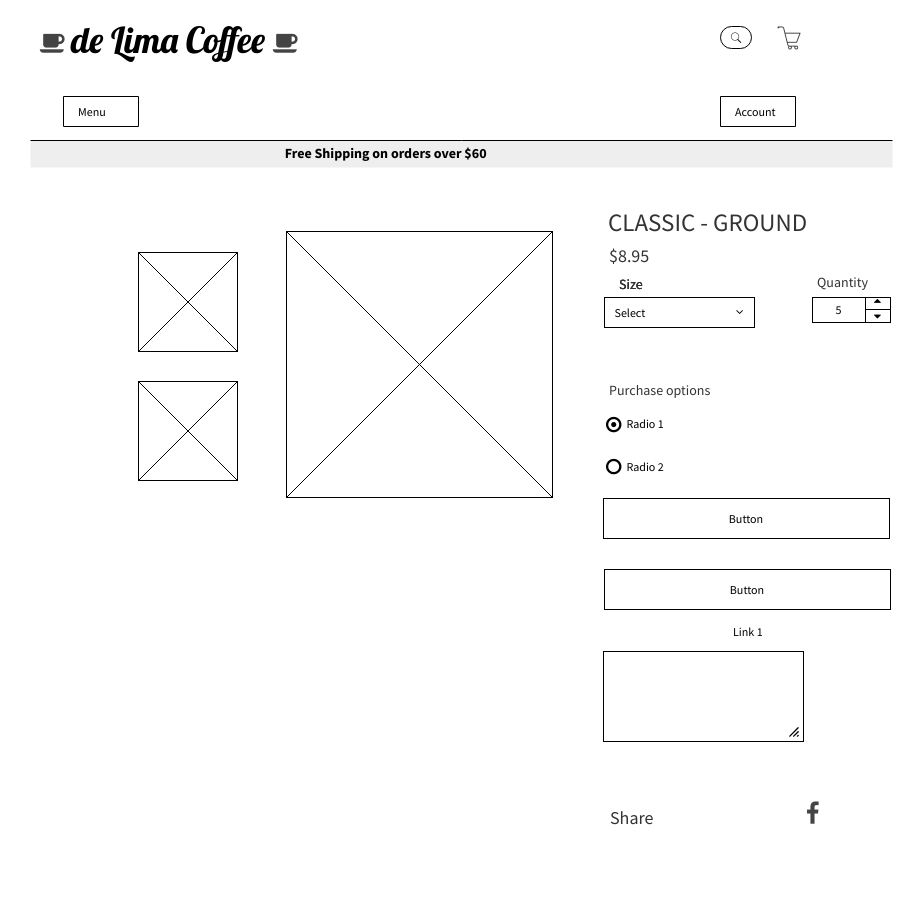 de Lima Coffee
Menu
Account
Free Shipping on orders over $60
CLASSIC - GROUND
$8.95
Size
Quantity
Select
5
Purchase options
Radio 1
Radio 2
Button
Button
Link 1
Share